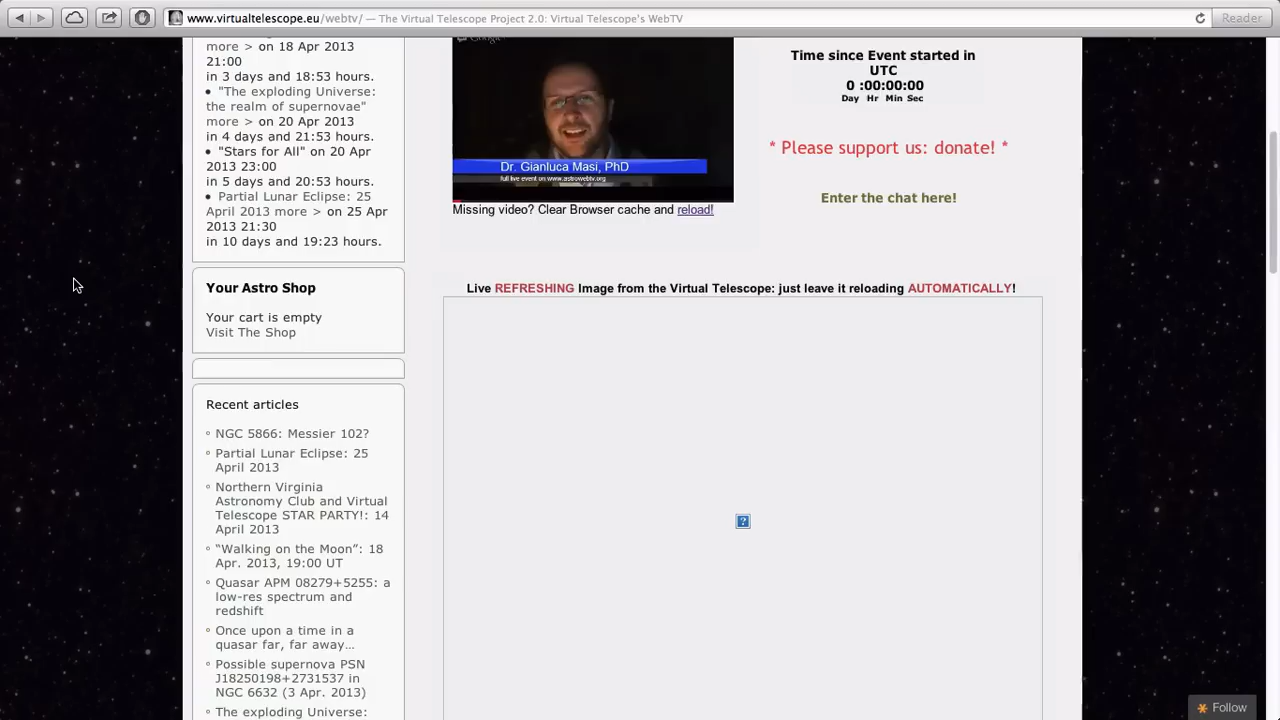 www.virtualtelescope.eu/webtv/ — The Virtual Telescope Project 2.0: Virtual Telescope's WebTV
Reader
more > on 18 Apr 2013
21:00
in 3 days and 18:53 hours.
• "The exploding Universe:
the realm of supernovae"
more > on 20 Apr 2013
in 4 days and 21:53 hours.
• "Stars for All" on 20 Apr
2013 23:00
in 5 days and 20:53 hours.
• Partial Lunar Eclipse: 25
April 2013 more > on 25 Apr
2013 21:30
in 10 days and 19:23 hours.
Your Astro Shop
Your cart is empty
Visit The Shop
Recent articles
NGC 5866: Messier 102?
Partial Lunar Eclipse: 25
April 2013
Northern Virginia
Astronomy Club and Virtual
Telescope STAR PARTY!: 14
April 2013
“Walking on the Moon”: 18
Apr. 2013, 19:00 UT
Quasar APM 08279+5255: a
low-res spectrum and
redshift
Once upon a time in a
quasar far, far away…
Possible supernova PSN
J18250198+2731537 in
NGC 6632 (3 Apr. 2013)
The exploding Universe:
Google+
Dr. Gianluca Masi, PhD
full live event on www.astrowebtv.org
Missing video? Clear Browser cache and reload!
Time since Event started in
UTC
0 :00:00:00
Day Hr Min Sec
* Please support us: donate! *
Enter the chat here!
Live REFRESHING Image from the Virtual Telescope: just leave it reloading AUTOMATICALLY!
?
Follow